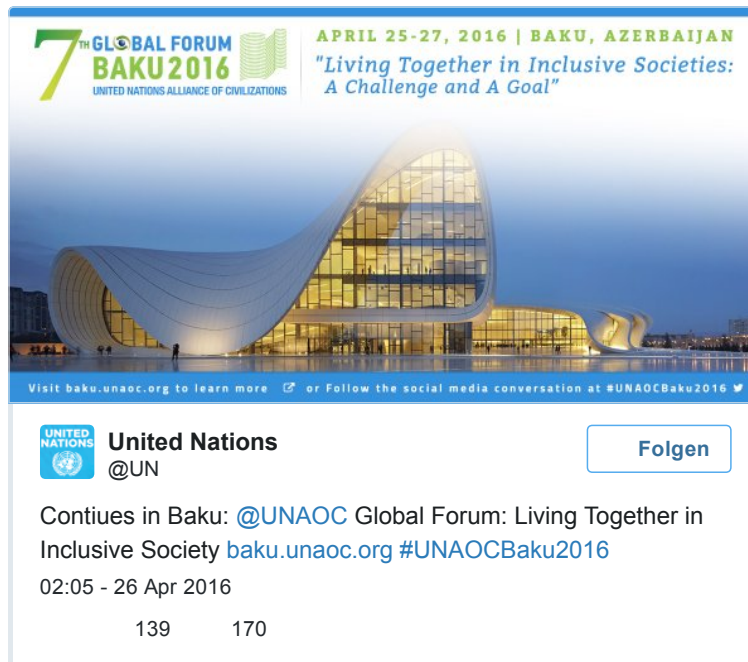 7TH GLOBAL FORUM
BAKU 2016
UNITED NATIONS ALLIANCE OF CIVILIZATIONS
APRIL 25-27, 2016 | BAKU, AZERBAIJAN
"Living Together in Inclusive Societies:
A Challenge and A Goal"
Visit baku.unaoc.org to learn more or Follow the social media conversation at #UNAOCBaku2016
UNITED
NATIONS
United Nations
@UN
Folgen
Contiues in Baku: @UNAOC Global Forum: Living Together in
Inclusive Society baku.unaoc.org #UNAOCBaku2016
02:05 - 26 Apr 2016
139 170